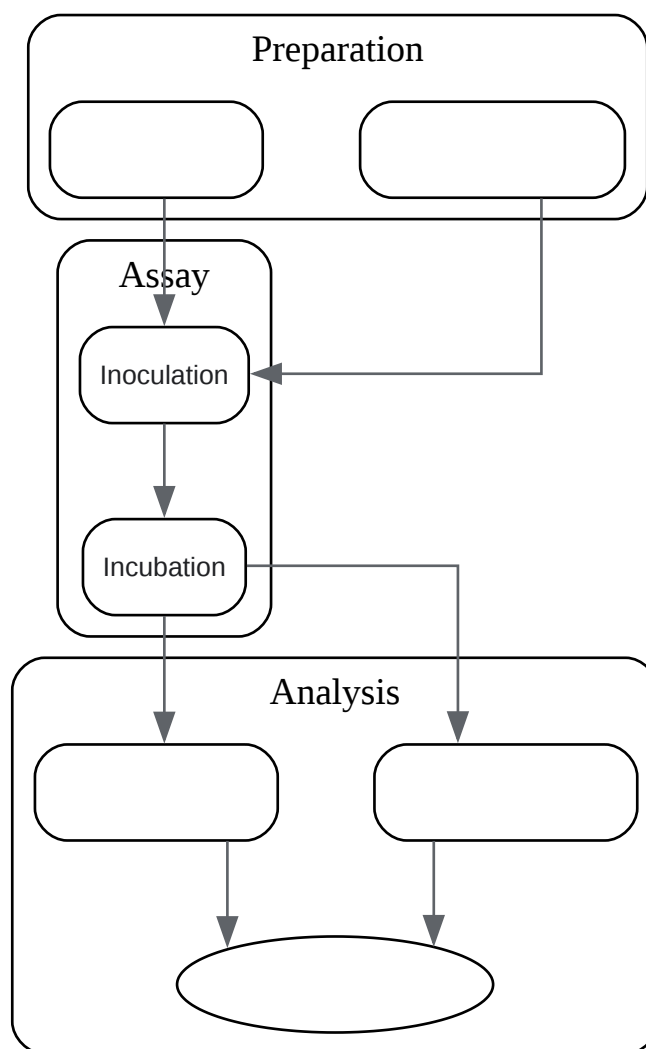 Preparation
Assay
Inoculation
Incubation
Analysis